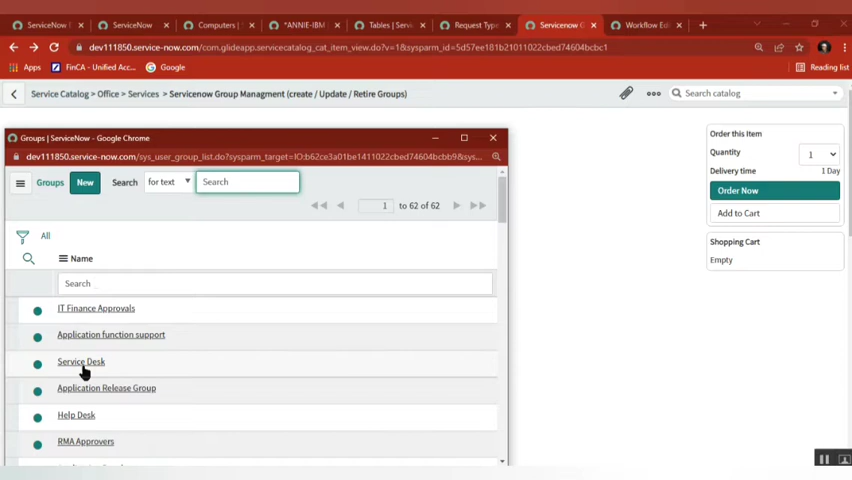 ServiceNow
ServiceNow
Computers | S
*ANNIE-IBM
Tables | Servic
Request Type
Servicenow G
Workflow Edi
dev111850.service-now.com/com.glideapp.servicecatalog_cat_item_view.do?v=1&sysparm_id=5d57ee181b21011022cbed74604bcbc1
Apps
FinCA - Unified Acc...
Google
Reading list
Service Catalog > Office > Services > Servicenow Group Managment (create / Update / Retire Groups)
Search catalog
Groups | ServiceNow - Google Chrome
dev111850.service-now.com/sys_user_group_list.do?sysparm_target=IO:b62ce3a01be1411022cbed74604bcbb9&sys...
Groups
New
Search
for text
Search
1
to 62 of 62
All
Name
Search
IT Finance Approvals
Application function support
Service Desk
Application Release Group
Help Desk
RMA Approvers
Order this Item
Quantity
1
Delivery time
1 Day
Order Now
Add to Cart
Shopping Cart
Empty